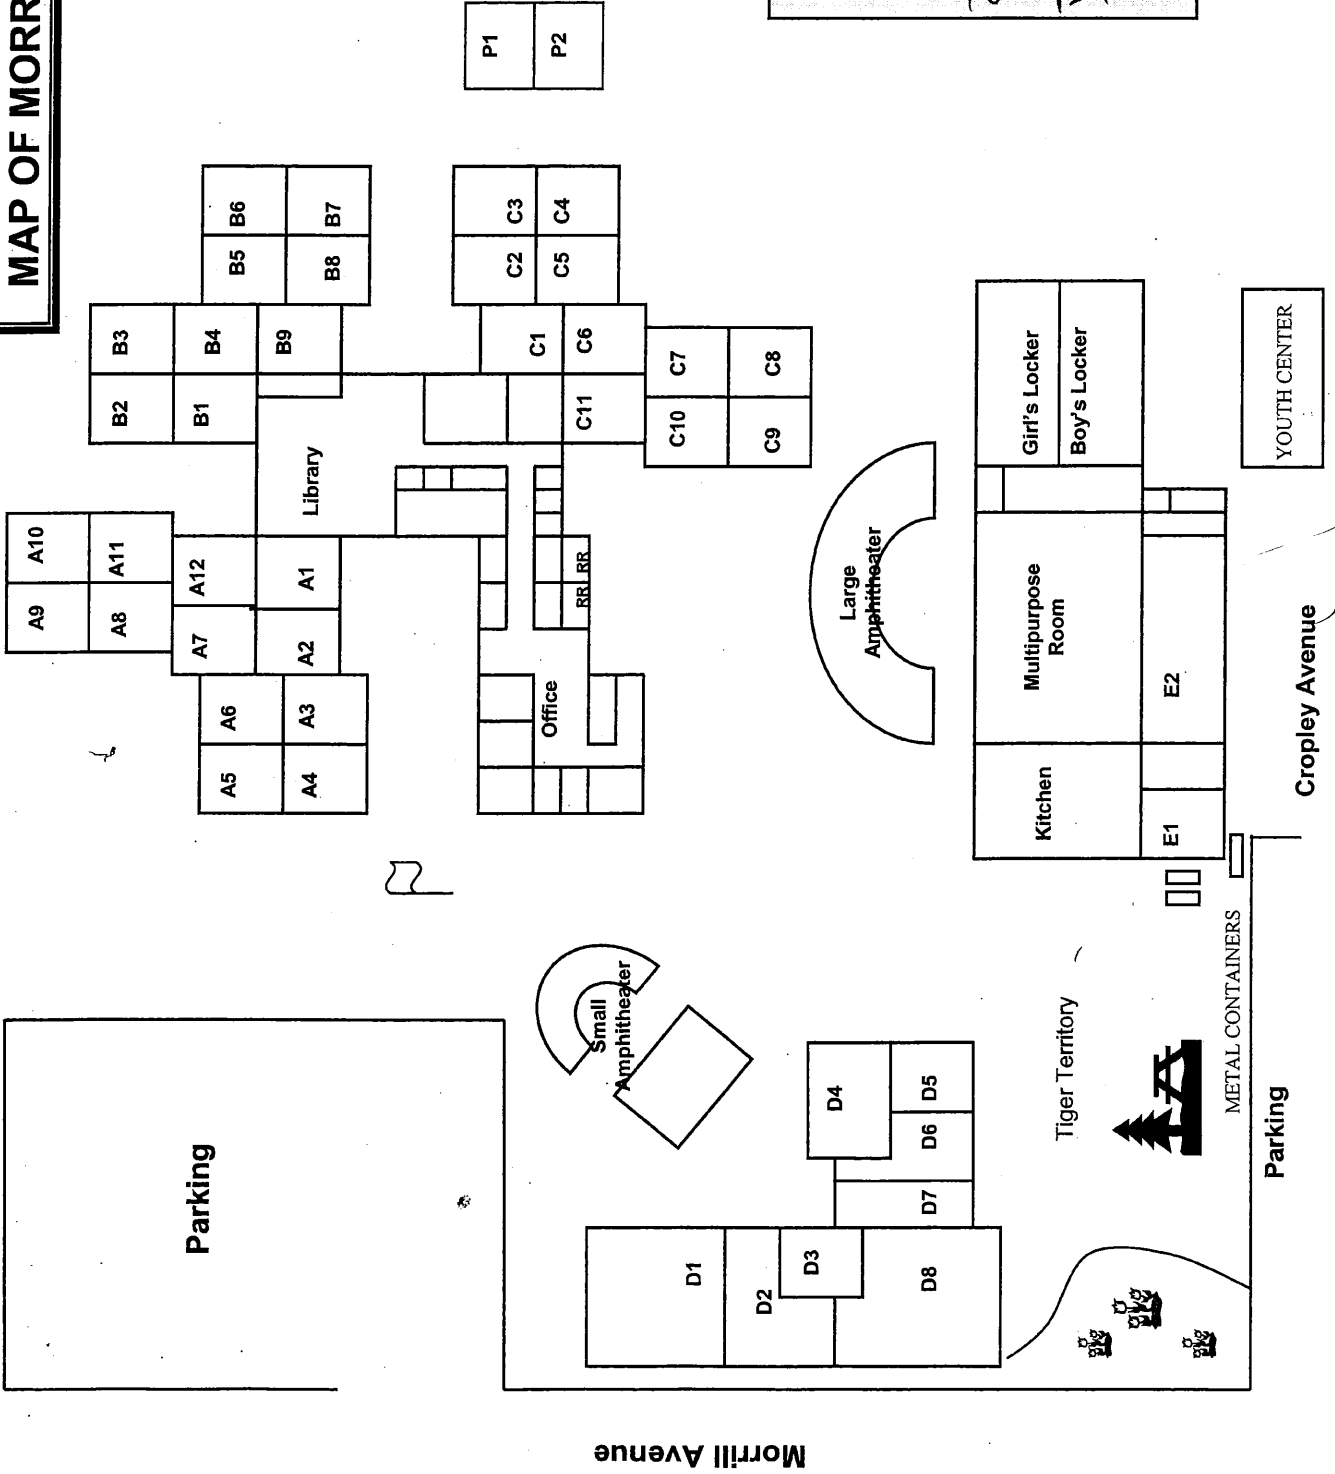 MAP OF MORR
P1
P2
B6
B7
B5
B8
C3
C4
C2
C5
B3
B4
B9
C1
C6
C7
C8
B2
B1
C11
C10
C9
Girl's Locker
Boy's Locker
YOUTH CENTER
Library
A10
A11
A12
A1
A9
A8
A7
A2
RR
RR
Large
Amphitheater
Multipurpose
Room
A6
A3
Office
E2
A5
A4
Kitchen
E1
Cropley Avenue
Small
Amphitheater
Parking
D4
D5
D6
D7
Tiger Territory
METAL CONTAINERS
Parking
D1
D2
D3
D8
Morrill Avenue